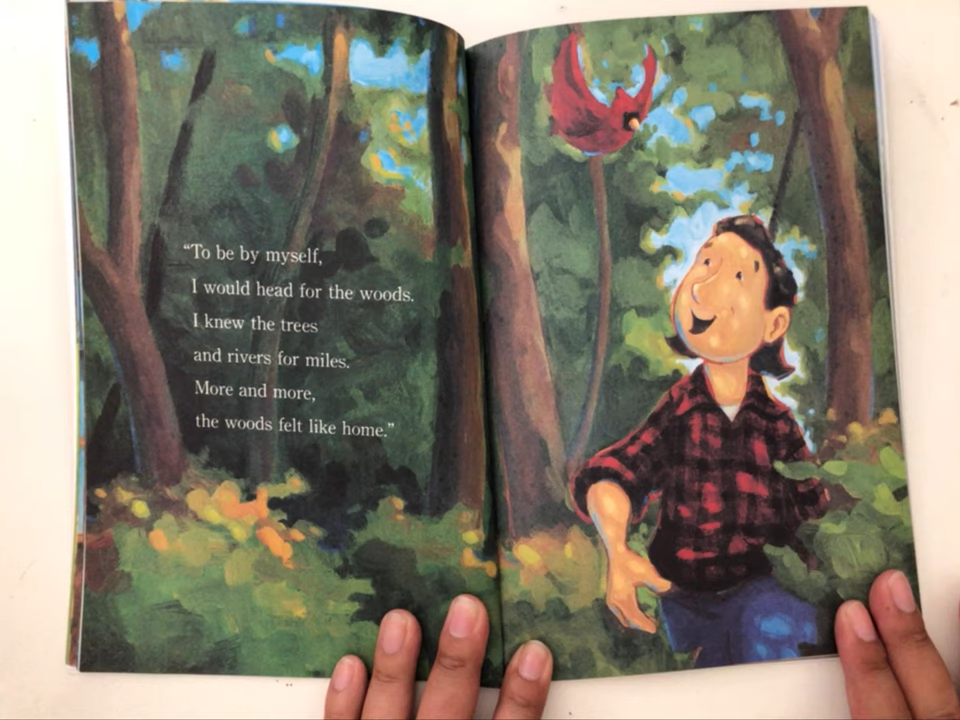 “To be by myself,
I would head for the woods.
I knew the trees
and rivers for miles.
More and more,
the woods felt like home.”